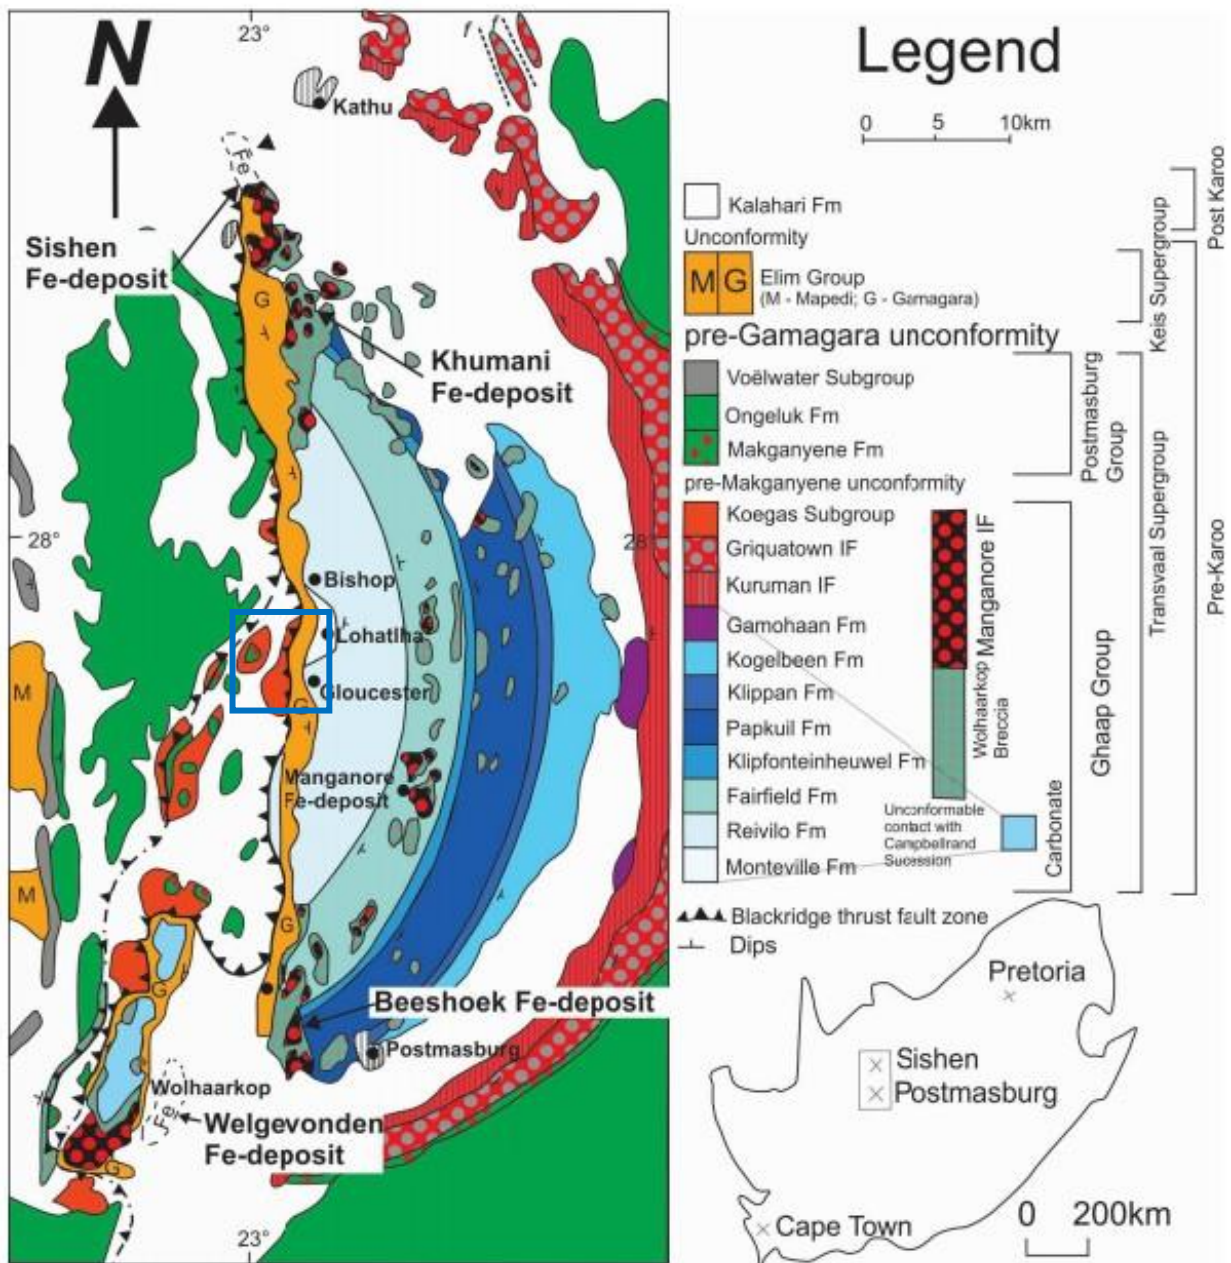 N
23°
f
f
Kathu
Fe
Sishen
Fe-deposit
G
Khumani
Fe-deposit
28°
28°
Bishop
Lohatlha
Gloucester
G
M
Manganore
Fe-deposit
M
G
G
Beeshoek Fe-deposit
Postmasburg
Wolhaarkop
Fe
Welgevonden
Fe-deposit
G
23°
Legend
0 5 10km
Kalahari Fm
Unconformity
M G Elim Group
(M - Mapedi; G - Gamagara)
pre-Gamagara unconformity
Voëlwater Subgroup
Ongeluk Fm
Makganyene Fm
pre-Makganyene unconformity
Koegas Subgroup
Griquatown IF
Kuruman IF
Gamohaan Fm
Kogelbeen Fm
Klippan Fm
Papkuil Fm
Klipfonteinheuwel Fm
Fairfield Fm
Reivilo Fm
Monteville Fm
Manganore IF
Wolhaarkop
Breccia
Unconformable
contact with
Campbellrand
Sucession
Carbonate
Ghaap Group
Postmasburg
Group
Transvaal Supergroup
Keis Supergroup
Post Karoo
Pre-Karoo
Blackridge thrust fault zone
Dips
Pretoria
Sishen
Postmasburg
Cape Town
0 200km